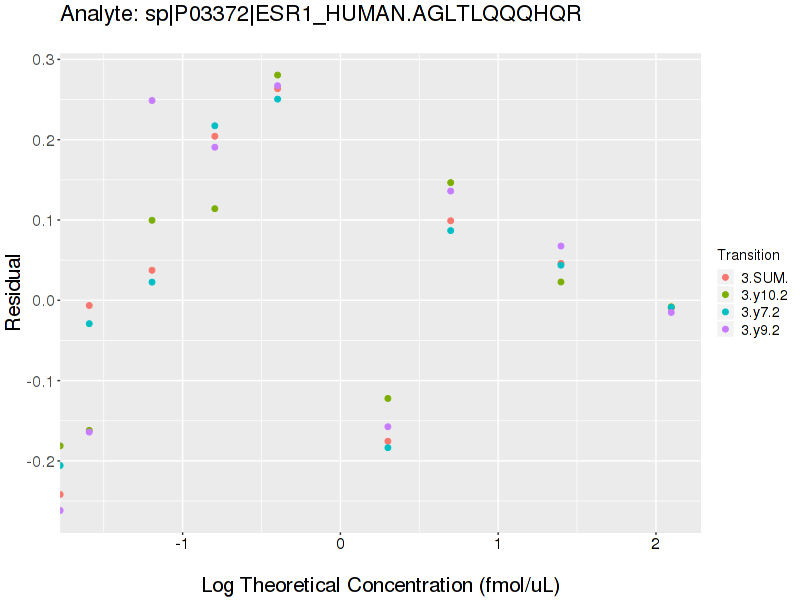 Analyte: sp|P03372|ESR1_HUMAN.AGLTLQQQHQR
0.3
0.2
0.1
0.0
-0.1
-0.2
Residual
-1
0
1
2
Log Theoretical Concentration (fmol/uL)
Transition
3.SUM.
3.y10.2
3.y7.2
3.y9.2